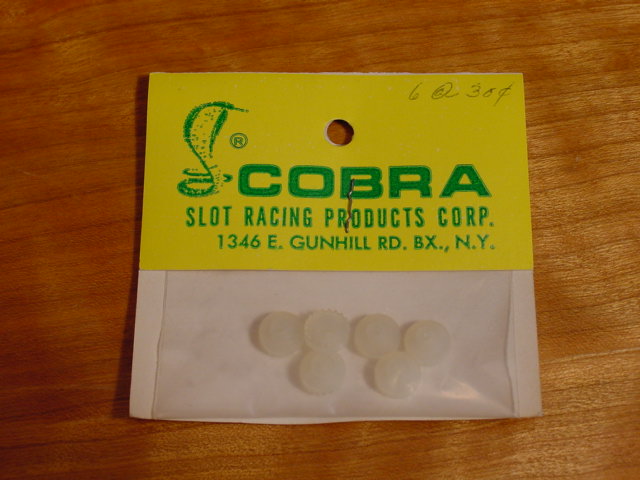 6 @ 30¢
®
COBRA
SLOT RACING PRODUCTS CORP.
1346 E. GUNHILL RD. BX., N.Y.